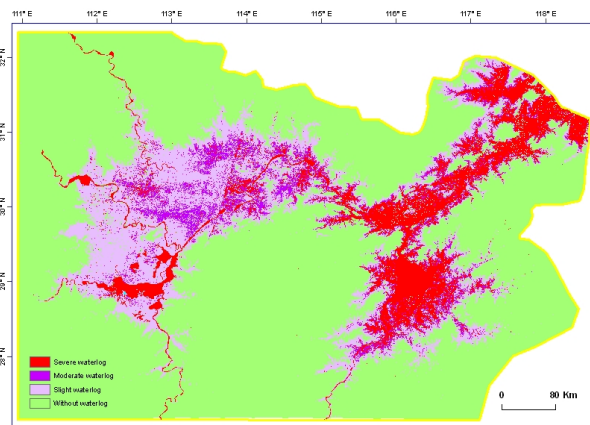 111° E 112° E 113° E 114° E 115° E 116° E 117° E 118° E
32° N
31° N
30° N
29° N
28° N
Severe waterlog
Moderate waterlog
Slight waterlog
Without waterlog
0 80 Km